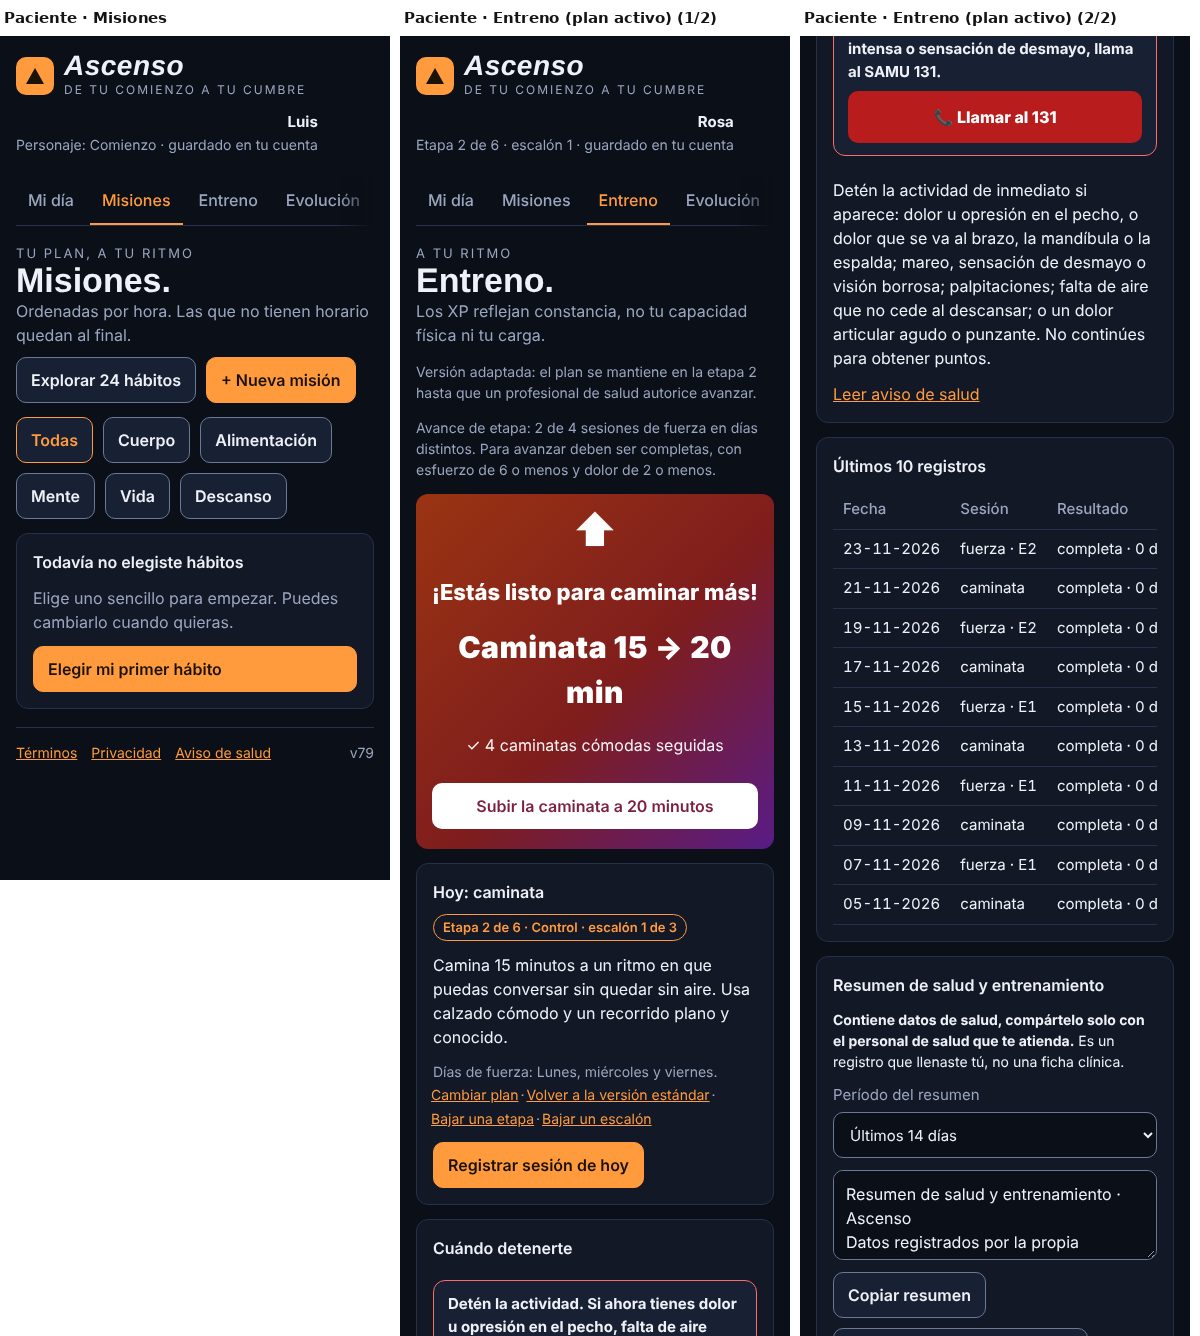 Paciente · Misiones
Ascenso
DE TU COMIENZO A TU CUMBRE
Luis
Personaje: Comienzo · guardado en tu cuenta
Mi día Misiones Entreno Evolución
TU PLAN, A TU RITMO
Misiones.
Ordenadas por hora. Las que no tienen horario
quedan al final.
Explorar 24 hábitos + Nueva misión
Todas Cuerpo Alimentación
Mente Vida Descanso
Todavía no elegiste hábitos
Elige uno sencillo para empezar. Puedes
cambiarlo cuando quieras.
Elegir mi primer hábito
Términos Privacidad Aviso de salud v79
Paciente · Entreno (plan activo) (1/2)
Ascenso
DE TU COMIENZO A TU CUMBRE
Rosa
Etapa 2 de 6 · escalón 1 · guardado en tu cuenta
Mi día Misiones Entreno Evolución
A TU RITMO
Entreno.
Los XP reflejan constancia, no tu capacidad
física ni tu carga.
Versión adaptada: el plan se mantiene en la etapa 2
hasta que un profesional de salud autorice avanzar.
Avance de etapa: 2 de 4 sesiones de fuerza en días
distintos. Para avanzar deben ser completas, con
esfuerzo de 6 o menos y dolor de 2 o menos.
¡Estás listo para caminar más!
Caminata 15 → 20
min
✓ 4 caminatas cómodas seguidas
Subir la caminata a 20 minutos
Hoy: caminata
Etapa 2 de 6 · Control · escalón 1 de 3
Camina 15 minutos a un ritmo en que
puedas conversar sin quedar sin aire. Usa
calzado cómodo y un recorrido plano y
conocido.
Días de fuerza: Lunes, miércoles y viernes.
Cambiar plan · Volver a la versión estándar ·
Bajar una etapa · Bajar un escalón
Registrar sesión de hoy
Cuándo detenerte
Detén la actividad. Si ahora tienes dolor
u opresión en el pecho, falta de aire
Paciente · Entreno (plan activo) (2/2)
intensa o sensación de desmayo, llama
al SAMU 131.
📞 Llamar al 131
Detén la actividad de inmediato si
aparece: dolor u opresión en el pecho, o
dolor que se va al brazo, la mandíbula o la
espalda; mareo, sensación de desmayo o
visión borrosa; palpitaciones; falta de aire
que no cede al descansar; o un dolor
articular agudo o punzante. No continúes
para obtener puntos.
Leer aviso de salud
Últimos 10 registros
Fecha Sesión Resultado
23-11-2026 fuerza · E2 completa · 0 d
21-11-2026 caminata completa · 0 d
19-11-2026 fuerza · E2 completa · 0 d
17-11-2026 caminata completa · 0 d
15-11-2026 fuerza · E1 completa · 0 d
13-11-2026 caminata completa · 0 d
11-11-2026 fuerza · E1 completa · 0 d
09-11-2026 caminata completa · 0 d
07-11-2026 fuerza · E1 completa · 0 d
05-11-2026 caminata completa · 0 d
Resumen de salud y entrenamiento
Contiene datos de salud, compártelo solo con
el personal de salud que te atienda. Es un
registro que llenaste tú, no una ficha clínica.
Período del resumen
Últimos 14 días
Resumen de salud y entrenamiento ·
Ascenso
Datos registrados por la propia
Copiar resumen